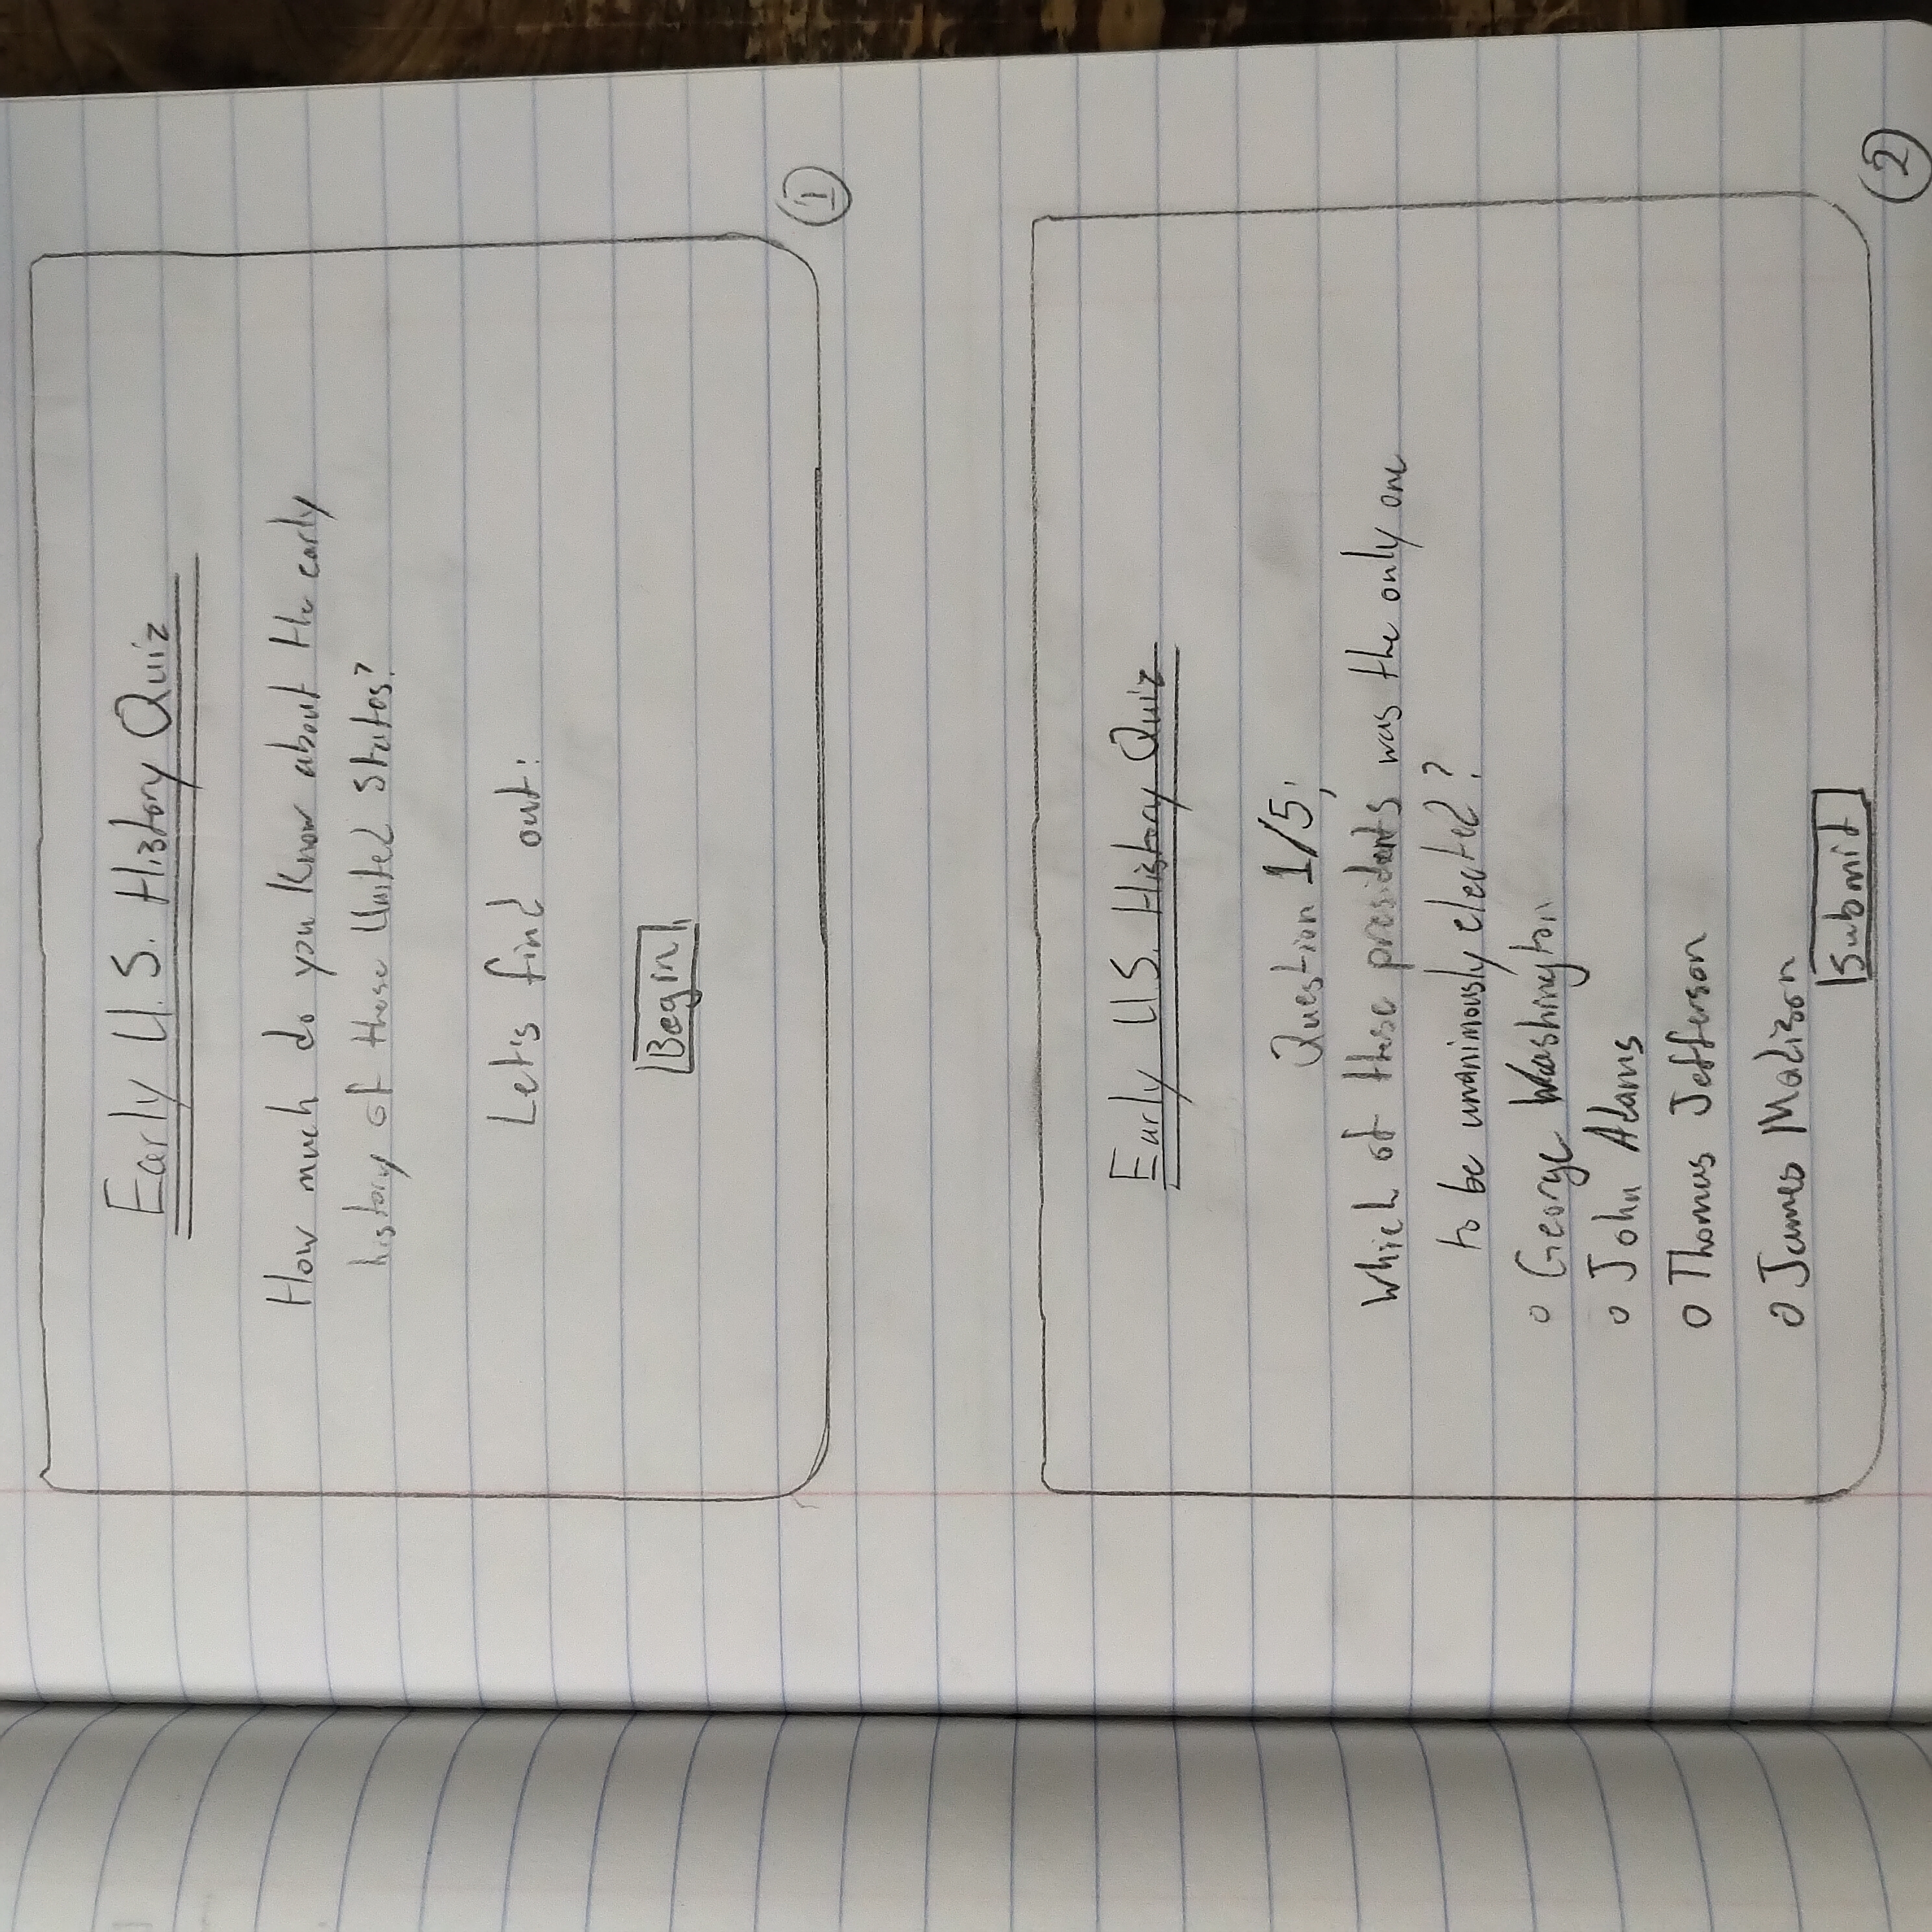 Early U.S. History Quiz
How much do you know about the early
history of these United States?
Let's find out:
Begin
1
Early U.S. History Quiz
Question 1/5:
Which of these presidents was the only one
to be unanimously elected?
George Washington
John Adams
Thomas Jefferson
James Madison
Submit
2